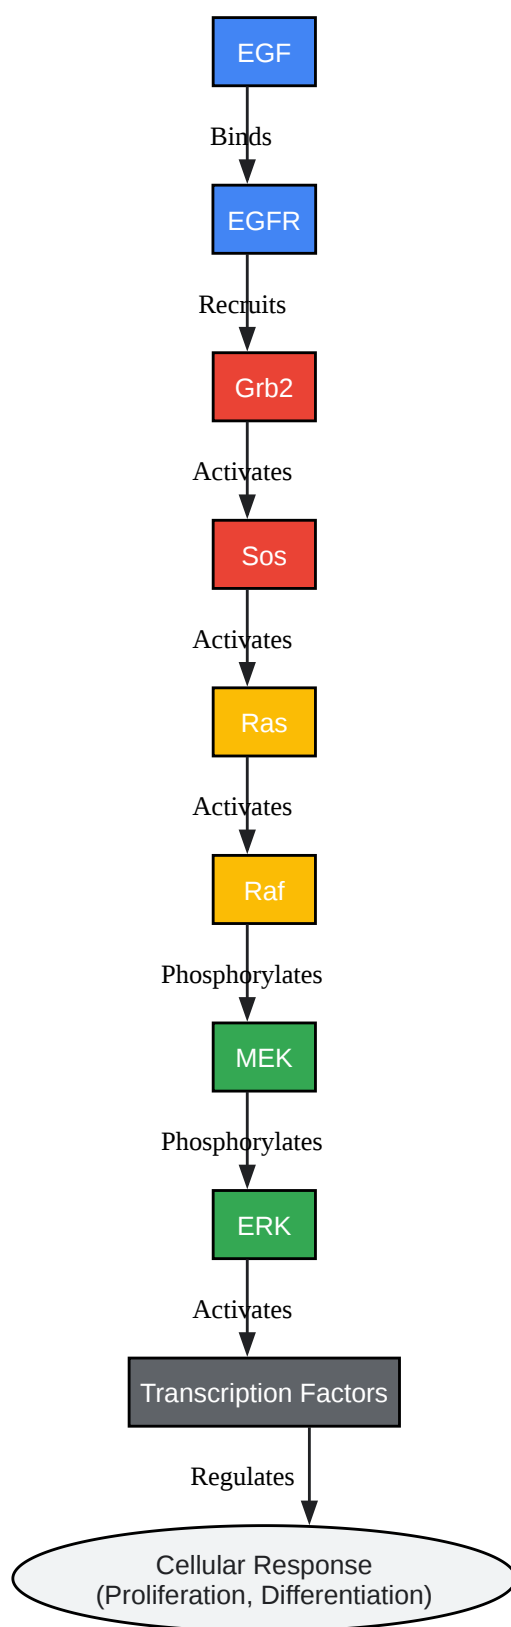 EGF
Binds
EGFR
Recruits
Grb2
Activates
Sos
Activates
Ras
Activates
Raf
Phosphorylates
MEK
Phosphorylates
ERK
Activates
Transcription Factors
Regulates
Cellular Response
(Proliferation, Differentiation)